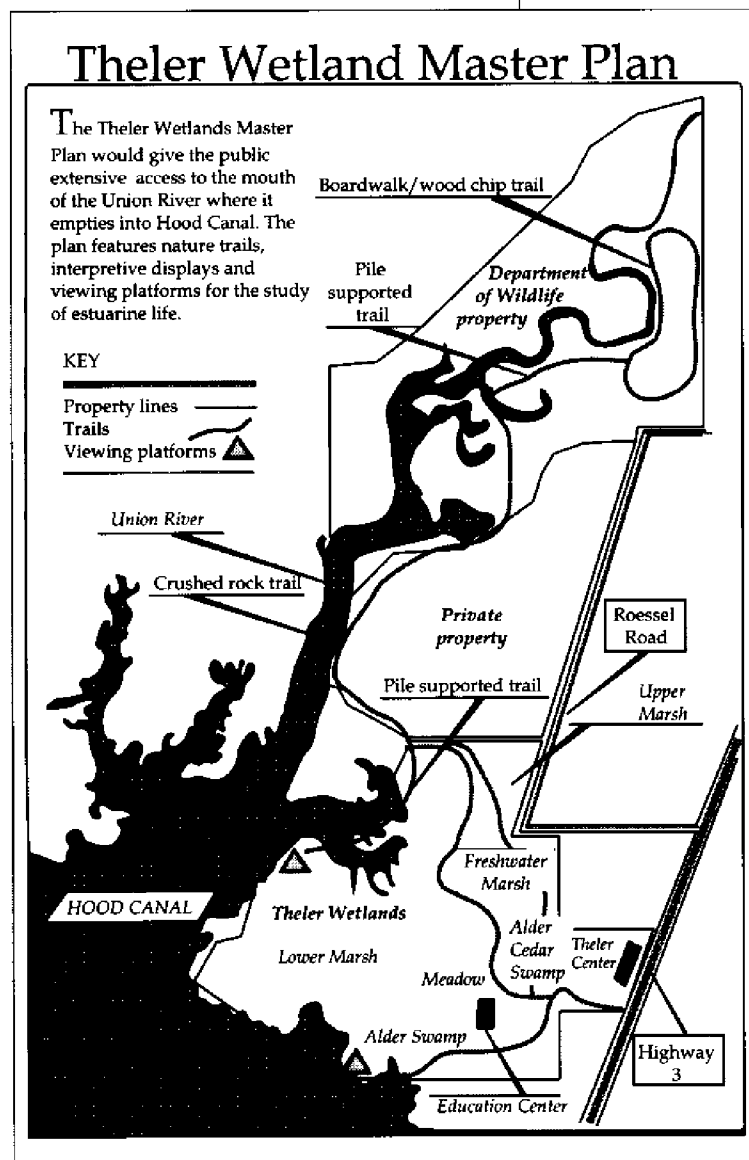 Theler Wetland Master Plan
The Theler Wetlands Master
Plan would give the public
extensive access to the mouth
of the Union River where it
empties into Hood Canal. The
plan features nature trails,
interpretive displays and
viewing platforms for the study
of estuarine life.
KEY
Property lines
Trails
Viewing platforms
Boardwalk/wood chip trail
Pile
supported
trail
Department
of Wildlife
property
Union River
Crushed rock trail
Private
property
Roessel
Road
Pile supported trail
Upper
Marsh
Freshwater
Marsh
HOOD CANAL
Theler Wetlands
Lower Marsh
Alder
Cedar
Swamp
Theler
Center
Meadow
Alder Swamp
Highway
3
Education Center